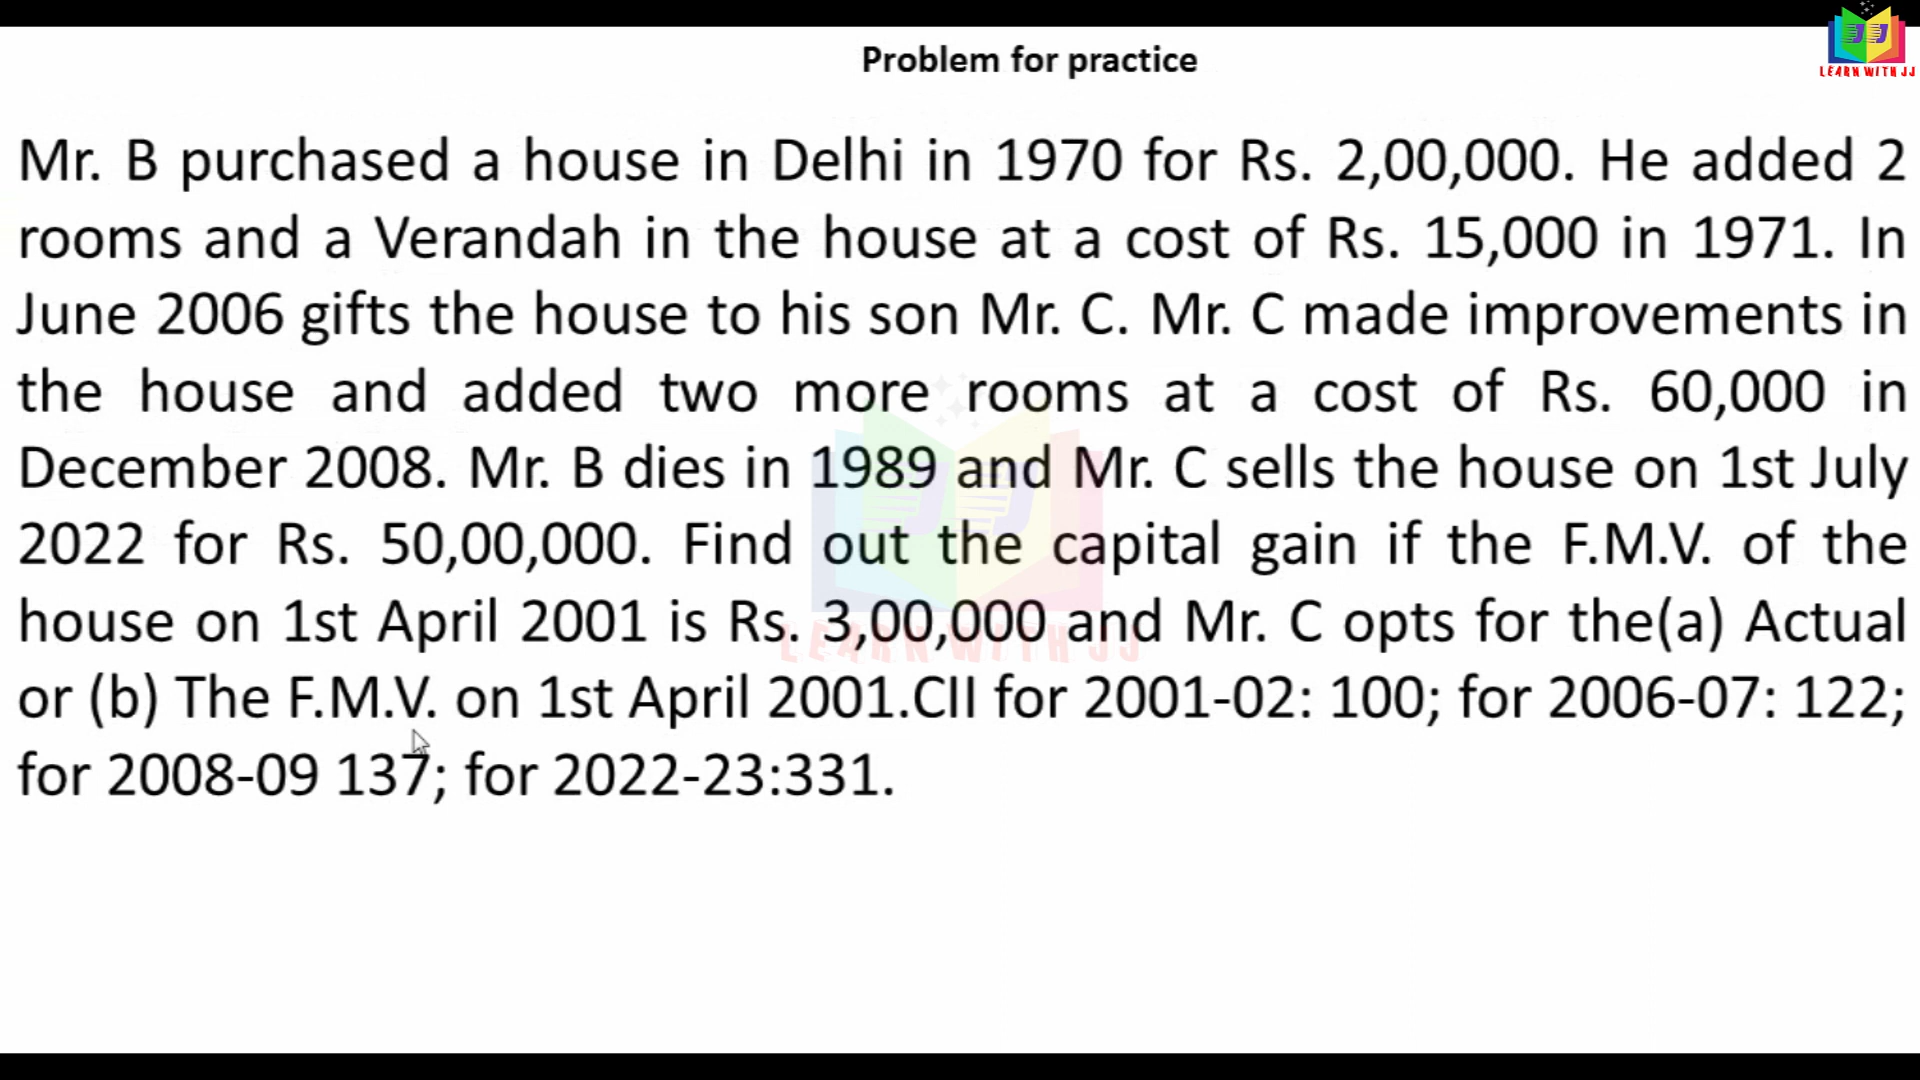 Problem for practice
LEARN WITH JJ
Mr. B purchased a house in Delhi in 1970 for Rs. 2,00,000. He added 2
rooms and a Verandah in the house at a cost of Rs. 15,000 in 1971. In
June 2006 gifts the house to his son Mr. C. Mr. C made improvements in
the house and added two more rooms at a cost of Rs. 60,000 in
December 2008. Mr. B dies in 1989 and Mr. C sells the house on 1st July
2022 for Rs. 50,00,000. Find out the capital gain if the F.M.V. of the
house on 1st April 2001 is Rs. 3,00,000 and Mr. C opts for the(a) Actual
LEARN WITH JJ
or (b) The F.M.V. on 1st April 2001.CII for 2001-02: 100; for 2006-07: 122;
for 2008-09 137; for 2022-23:331.